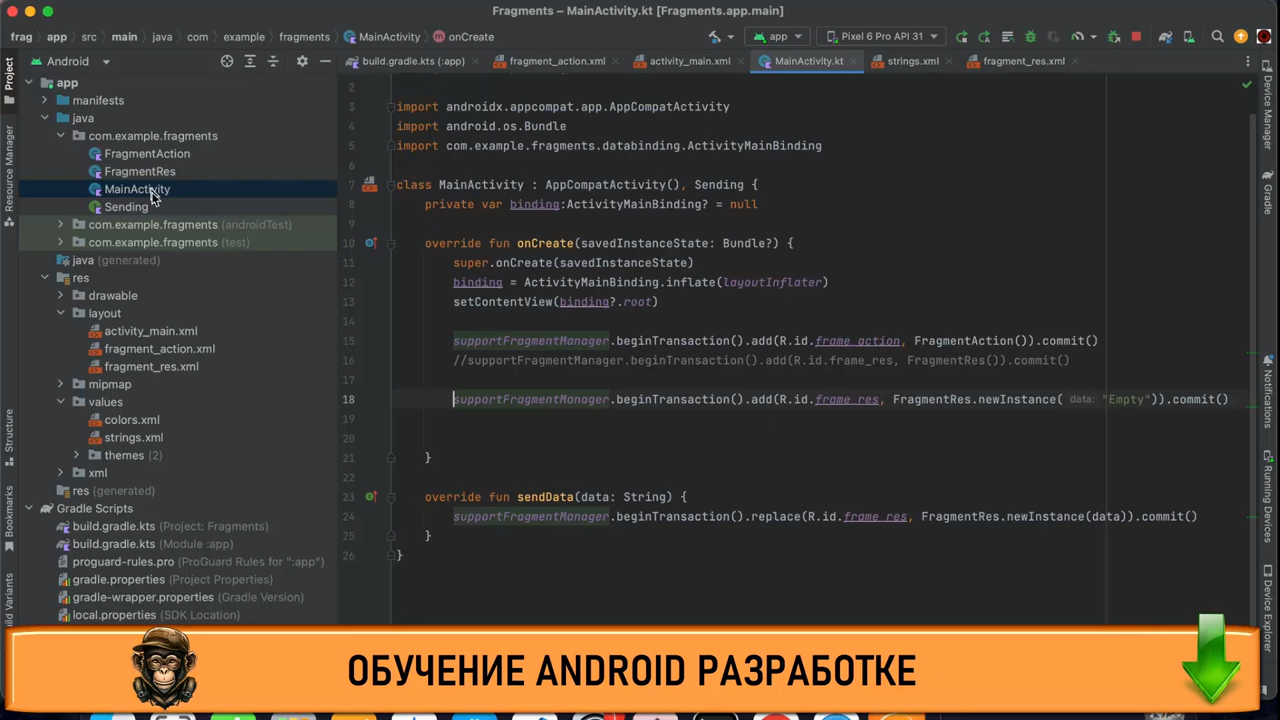 Fragments – MainActivity.kt [Fragments.app.main]
frag
app
src
main
java
com
example
fragments
MainActivity
onCreate
app
Pixel 6 Pro API 31
Android
build.gradle.kts (:app)
fragment_action.xml
activity_main.xml
MainActivity.kt
strings.xml
fragment_res.xml
Project
Resource Manager
Structure
Bookmarks
Build Variants
app
manifests
java
com.example.fragments
FragmentAction
FragmentRes
MainActivity
Sending
com.example.fragments (androidTest)
com.example.fragments (test)
java (generated)
res
drawable
layout
activity_main.xml
fragment_action.xml
fragment_res.xml
mipmap
values
colors.xml
strings.xml
themes (2)
xml
res (generated)
Gradle Scripts
build.gradle.kts (Project: Fragments)
build.gradle.kts (Module :app)
proguard-rules.pro (ProGuard Rules for ":app")
gradle.properties (Project Properties)
gradle-wrapper.properties (Gradle Version)
local.properties (SDK Location)
2
3 import androidx.appcompat.app.AppCompatActivity
4 import android.os.Bundle
5 import com.example.fragments.databinding.ActivityMainBinding
6
7 class MainActivity : AppCompatActivity(), Sending {
8 private var binding:ActivityMainBinding? = null
9
10 override fun onCreate(savedInstanceState: Bundle?) {
11 super.onCreate(savedInstanceState)
12 binding = ActivityMainBinding.inflate(layoutInflater)
13 setContentView(binding?.root)
14
15 supportFragmentManager.beginTransaction().add(R.id.frame_action, FragmentAction()).commit()
16 //supportFragmentManager.beginTransaction().add(R.id.frame_res, FragmentRes()).commit()
17
18 supportFragmentManager.beginTransaction().add(R.id.frame_res, FragmentRes.newInstance( data: "Empty")).commit()
19
20
21 }
22
23 override fun sendData(data: String) {
24 supportFragmentManager.beginTransaction().replace(R.id.frame_res, FragmentRes.newInstance(data)).commit()
25 }
26 }
Device Manager
Gradle
Notifications
Running Devices
Device Explorer
ОБУЧЕНИЕ ANDROID РАЗРАБОТКЕ